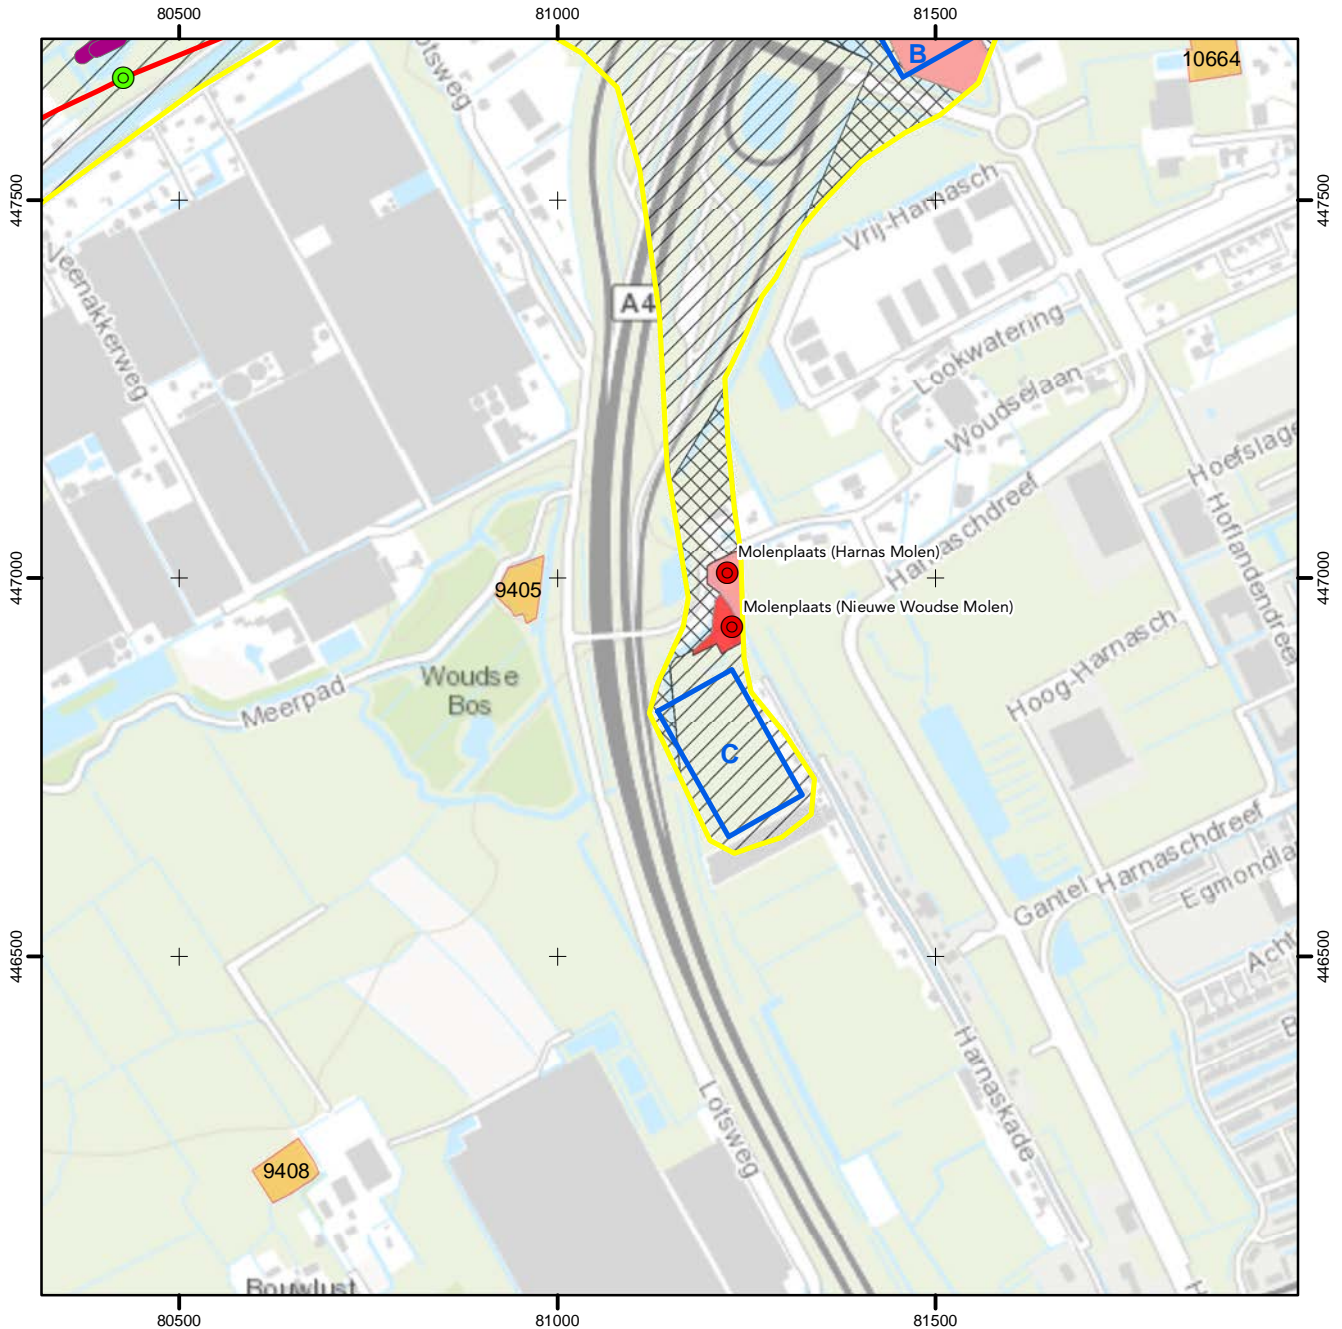 80500 81000 81500
otsweg
B
10664
447500
447500
Vrij-Harnasch
Veenakkerweg
A4
Lookwatering
Woudselaan
Hoefslage
Harnaschdreef
Hoflandendreef
Molenplaats (Harnas Molen)
447000
447000
9405
Molenplaats (Nieuwe Woudse Molen)
Hoog-Harnasch
Woudse
Bos
Meerpad
C
Gantel
Harnaschdreef
Egmondla
446500
446500
Acht
B
Harnaskade
Lotsweg
9408
Bouwlust
H
80500 81000 81500